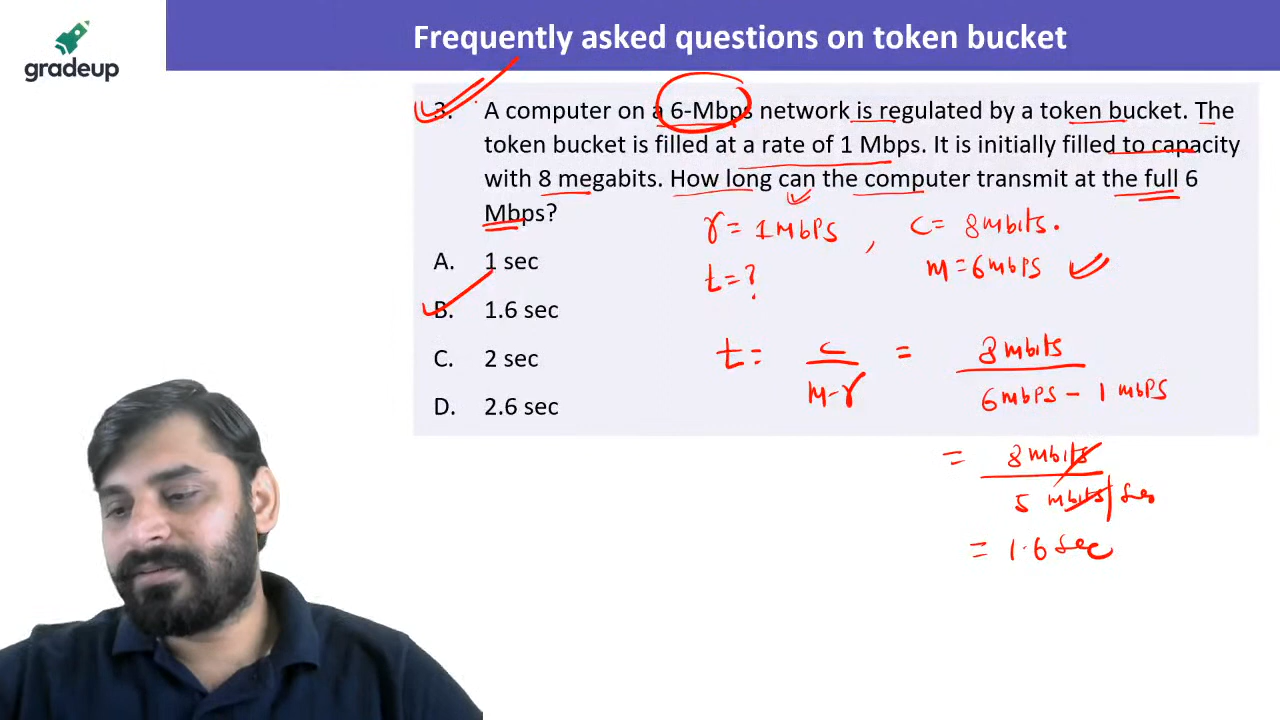 Frequently asked questions on token bucket
gradeup
3. A computer on a 6-Mbps network is regulated by a token bucket. The
token bucket is filled at a rate of 1 Mbps. It is initially filled to capacity
with 8 megabits. How long can the computer transmit at the full 6
Mbps?
r = 1 MbPS , C = 8 Mbits.
t = ? M = 6 MbPS
A. 1 sec
B. 1.6 sec
C. 2 sec
D. 2.6 sec
t = C / M-r = 8 Mbits / 6 MbPS - 1 MbPS
= 8 Mbits / 5 Mbits/sec
= 1.6 sec